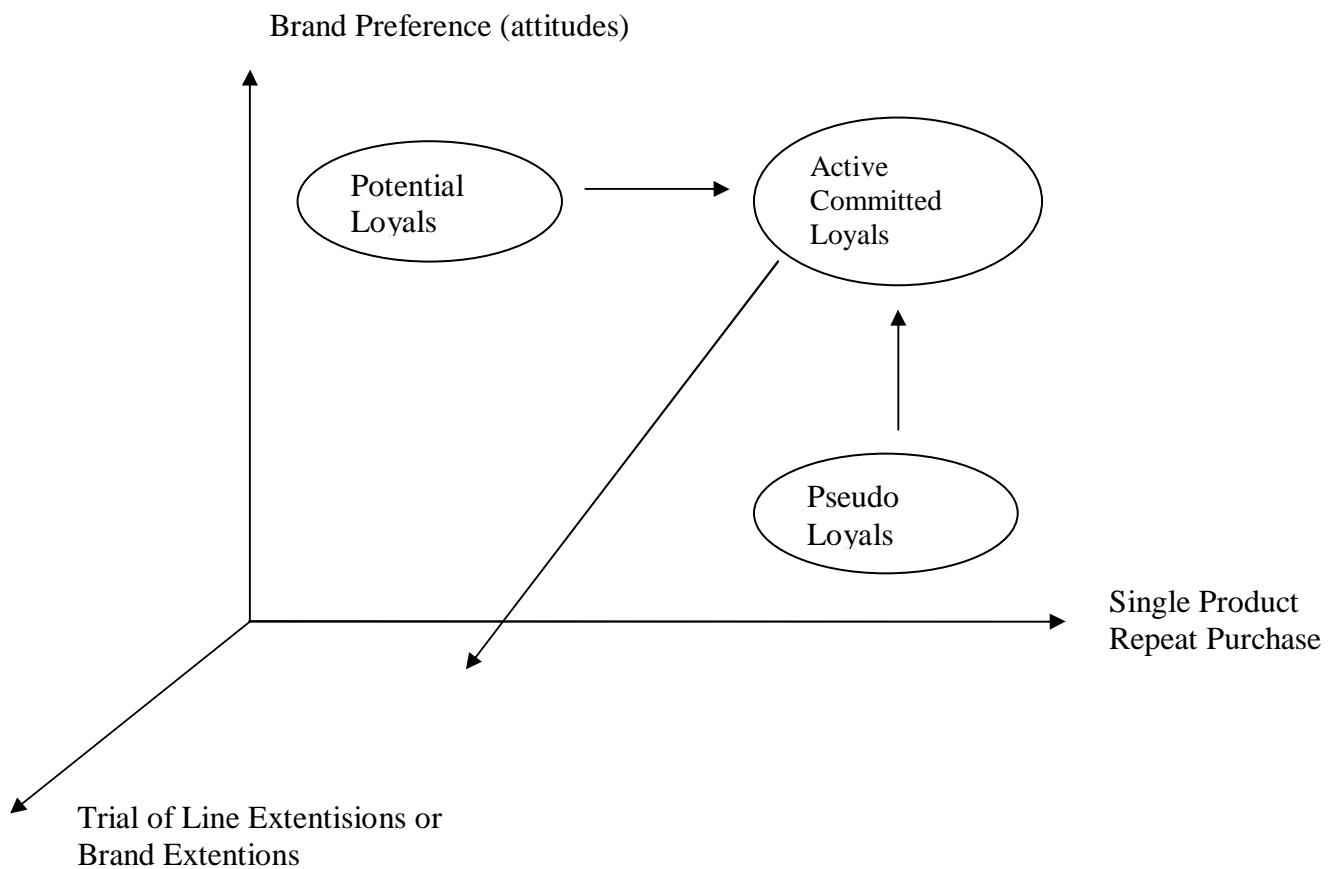 Brand Preference (attitudes)
Potential
Loyals
Active
Committed
Loyals
Pseudo
Loyals
Single Product
Repeat Purchase
Trial of Line Extentisions or
Brand Extentions